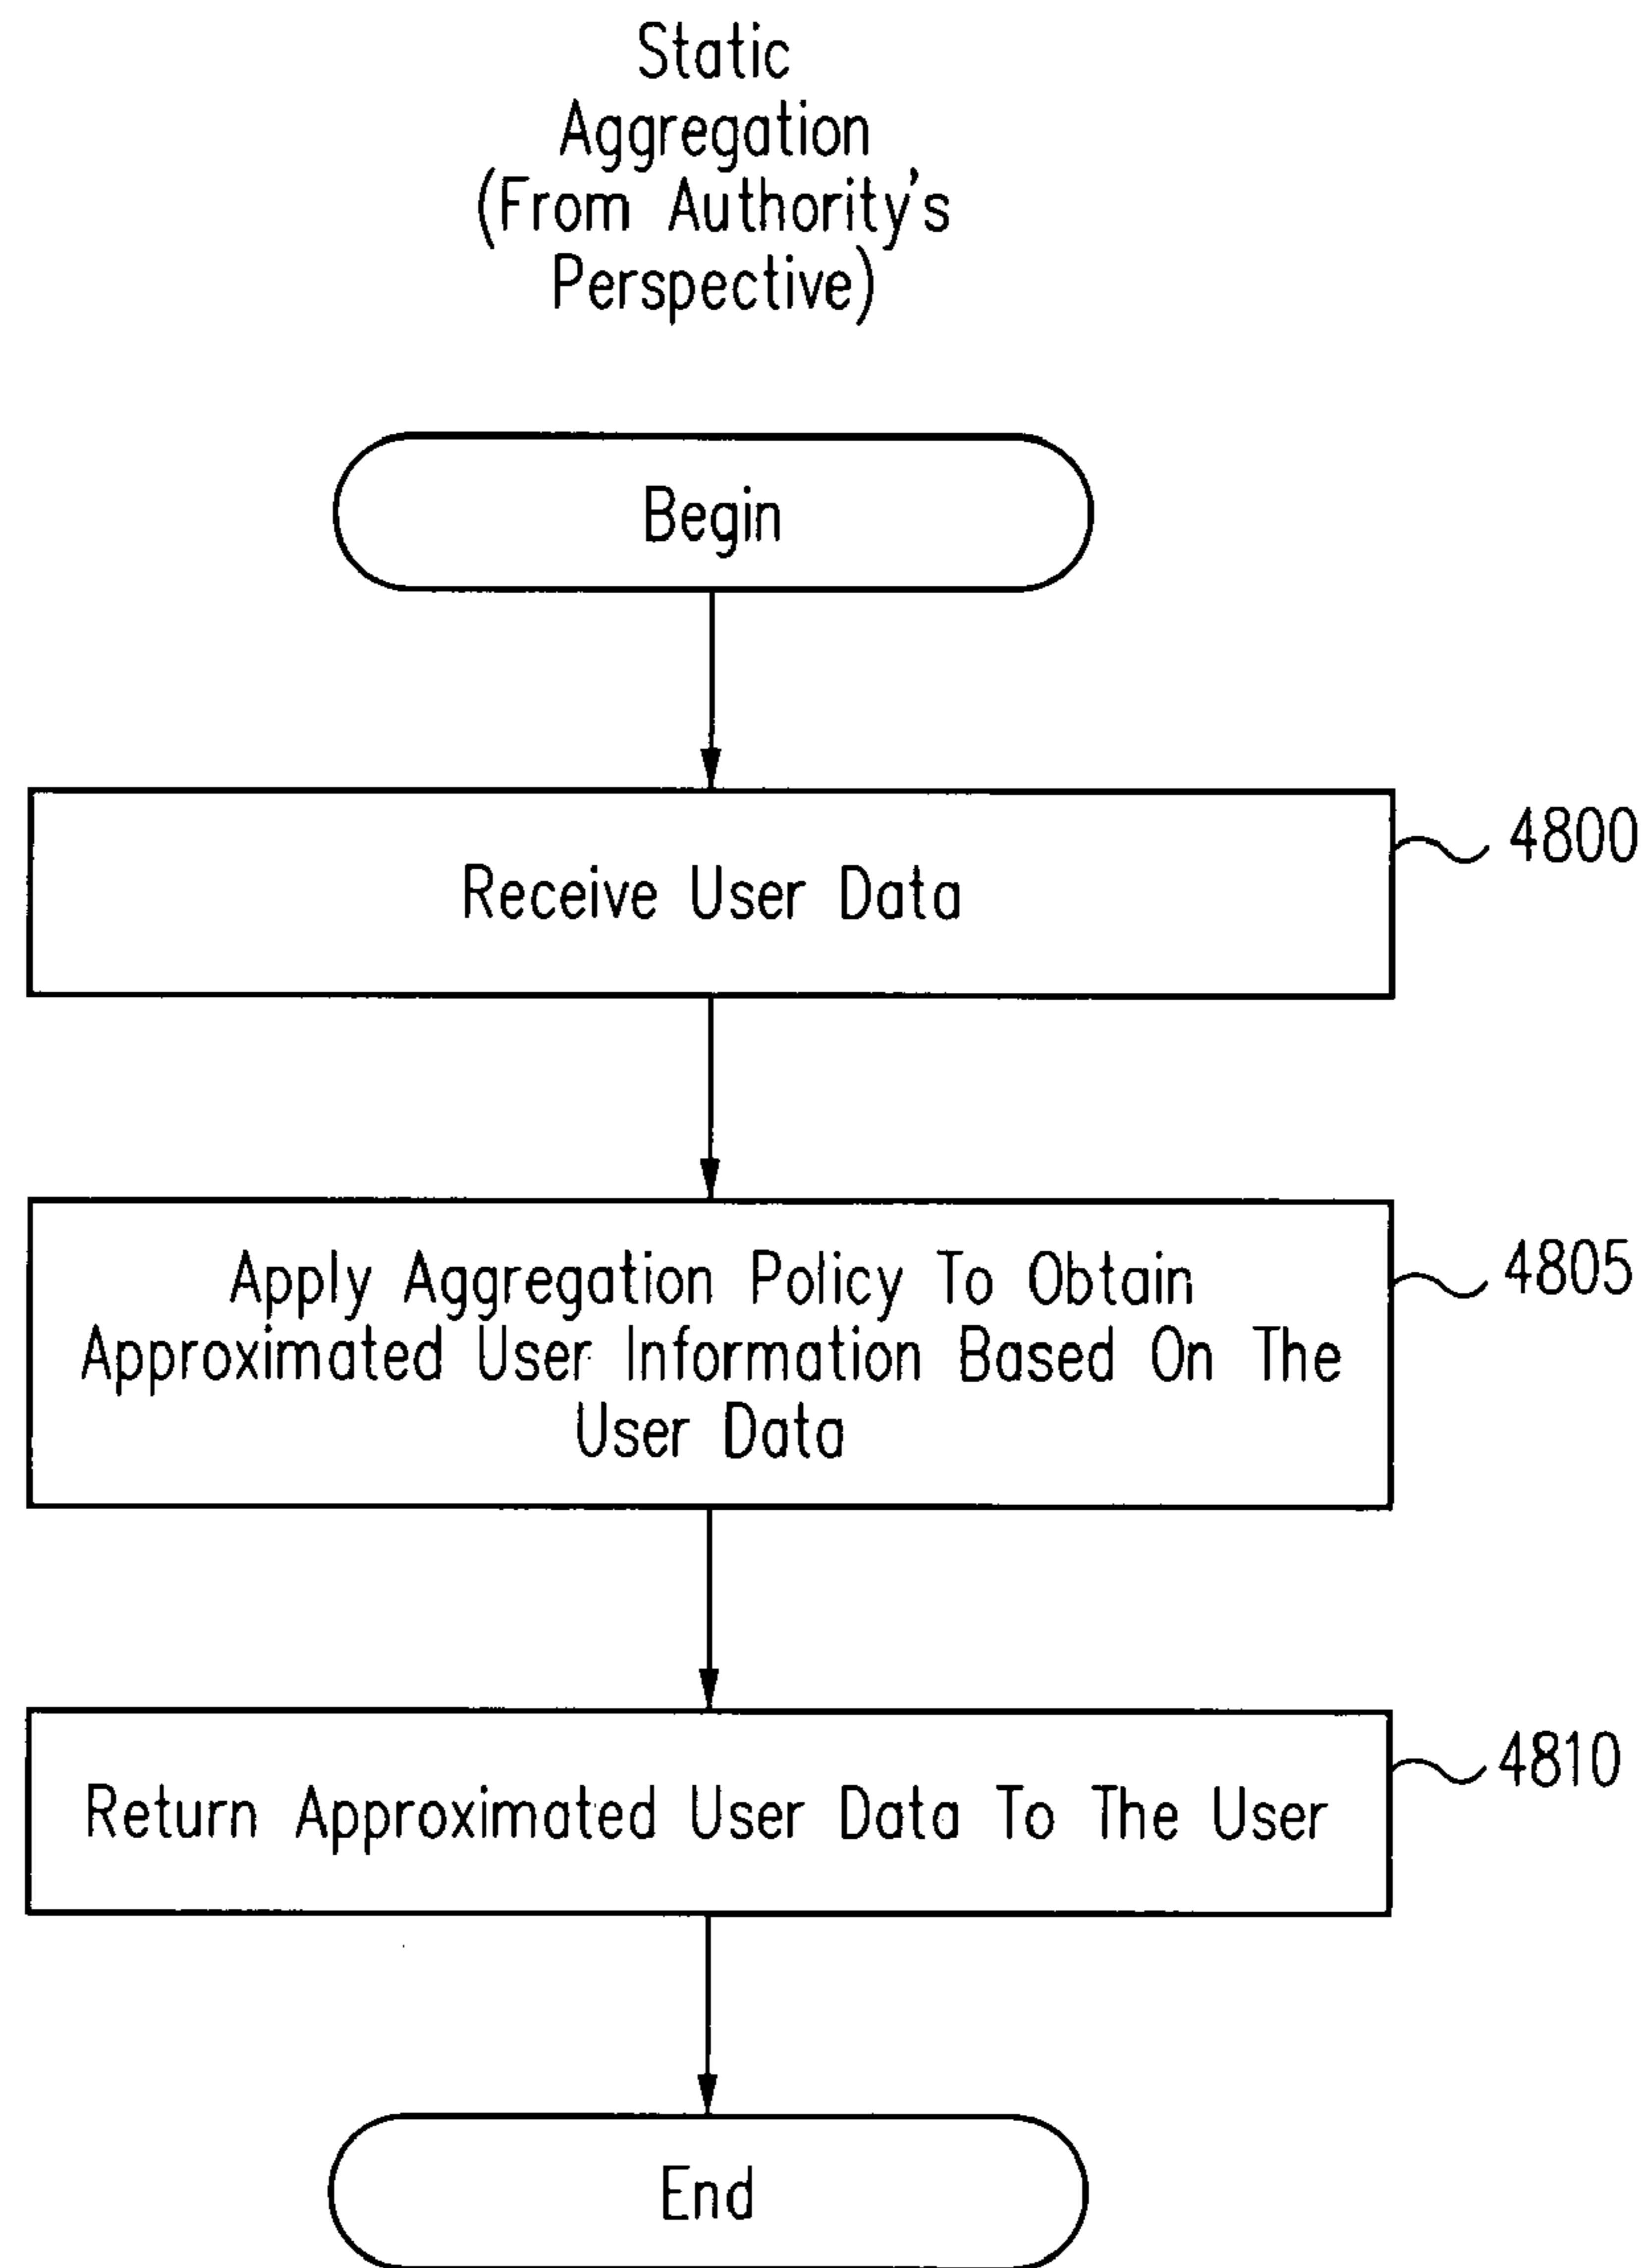 Static
Aggregation
(From Authority's
Perspective)
Begin
Receive User Data
4800
Apply Aggregation Policy To Obtain
Approximated User Information Based On The
User Data
4805
Return Approximated User Data To The User
4810
End